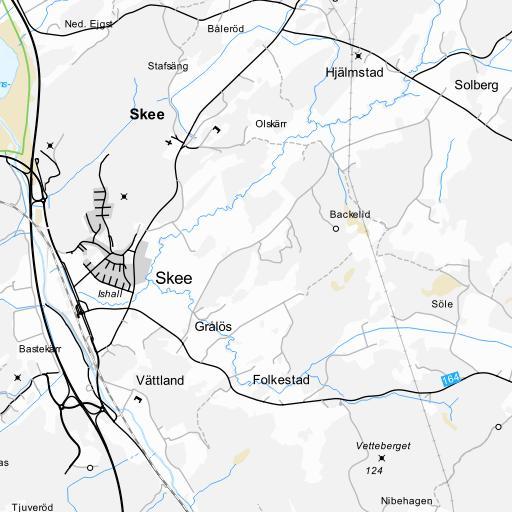 Ned. Ejgst
Båleröd
Stafsäng
Hjälmstad
Solberg
Skee
Olskärr
Backelid
Skee
Ishall
Söle
Grålös
Bastekärr
Vättland
Folkestad
164
Vetteberget
124
as
Nibehagen
Tjuveröd